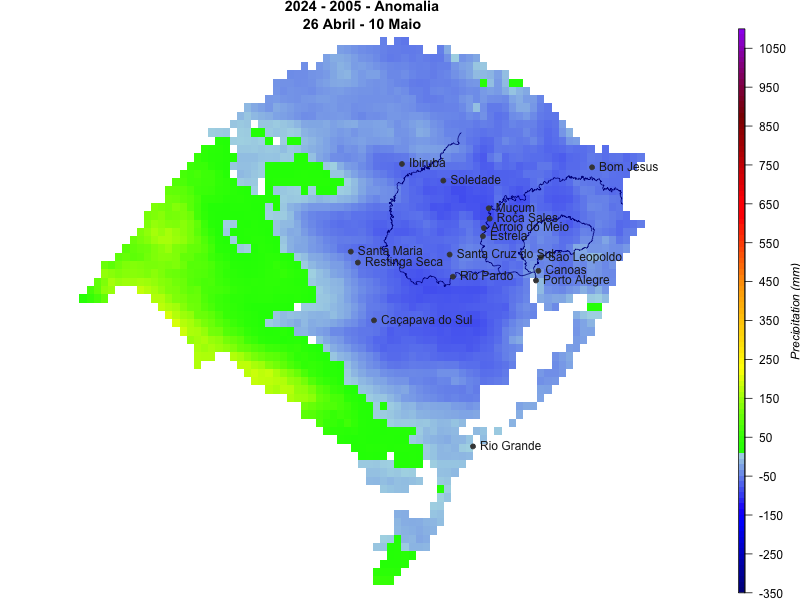 2024 - 2005 - Anomalia
26 Abril - 10 Maio
Ibirubá
Soledade
Bom Jesus
Muçum
Roca Sales
Arroio do Meio
Estrela
Santa Maria
Restinga Seca
Santa Cruz do Sul
São Leopoldo
Canoas
Rio Pardo
Porto Alegre
Caçapava do Sul
Rio Grande
1050
950
850
750
650
550
450
350
250
150
50
-50
-150
-250
-350
Precipitation (mm)